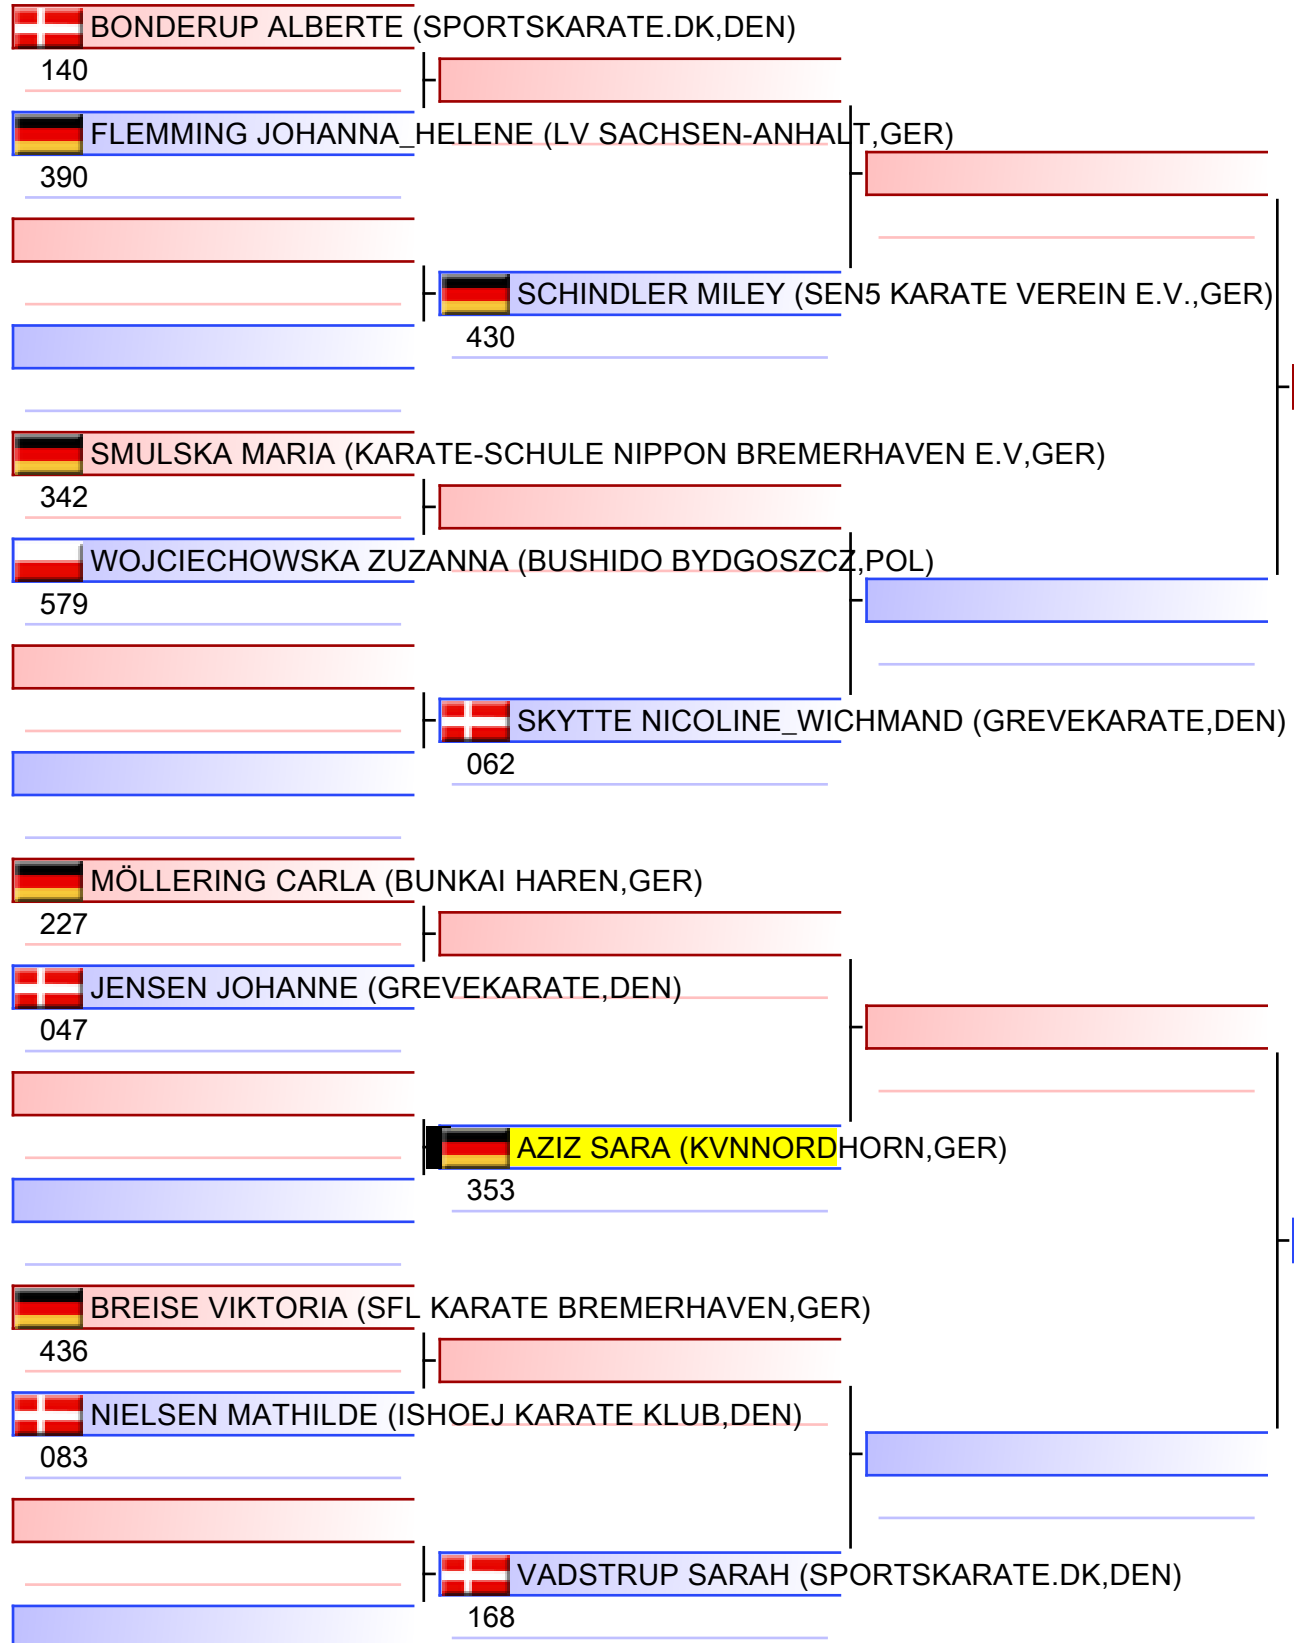 BONDERUP ALBERTE (SPORTSKARATE.DK,DEN)
140
FLEMMING JOHANNA_HELENE (LV SACHSEN-ANHALT,GER)
390
SCHINDLER MILEY (SEN5 KARATE VEREIN E.V.,GER)
430
SMULSKA MARIA (KARATE-SCHULE NIPPON BREMERHAVEN E.V,GER)
342
WOJCIECHOWSKA ZUZANNA (BUSHIDO BYDGOSZCZ,POL)
579
SKYTTE NICOLINE_WICHMAND (GREVEKARATE,DEN)
062
MÖLLERING CARLA (BUNKAI HAREN,GER)
227
JENSEN JOHANNE (GREVEKARATE,DEN)
047
AZIZ SARA (KVNNORDHORN,GER)
353
BREISE VIKTORIA (SFL KARATE BREMERHAVEN,GER)
436
NIELSEN MATHILDE (ISHOEJ KARATE KLUB,DEN)
083
VADSTRUP SARAH (SPORTSKARATE.DK,DEN)
168